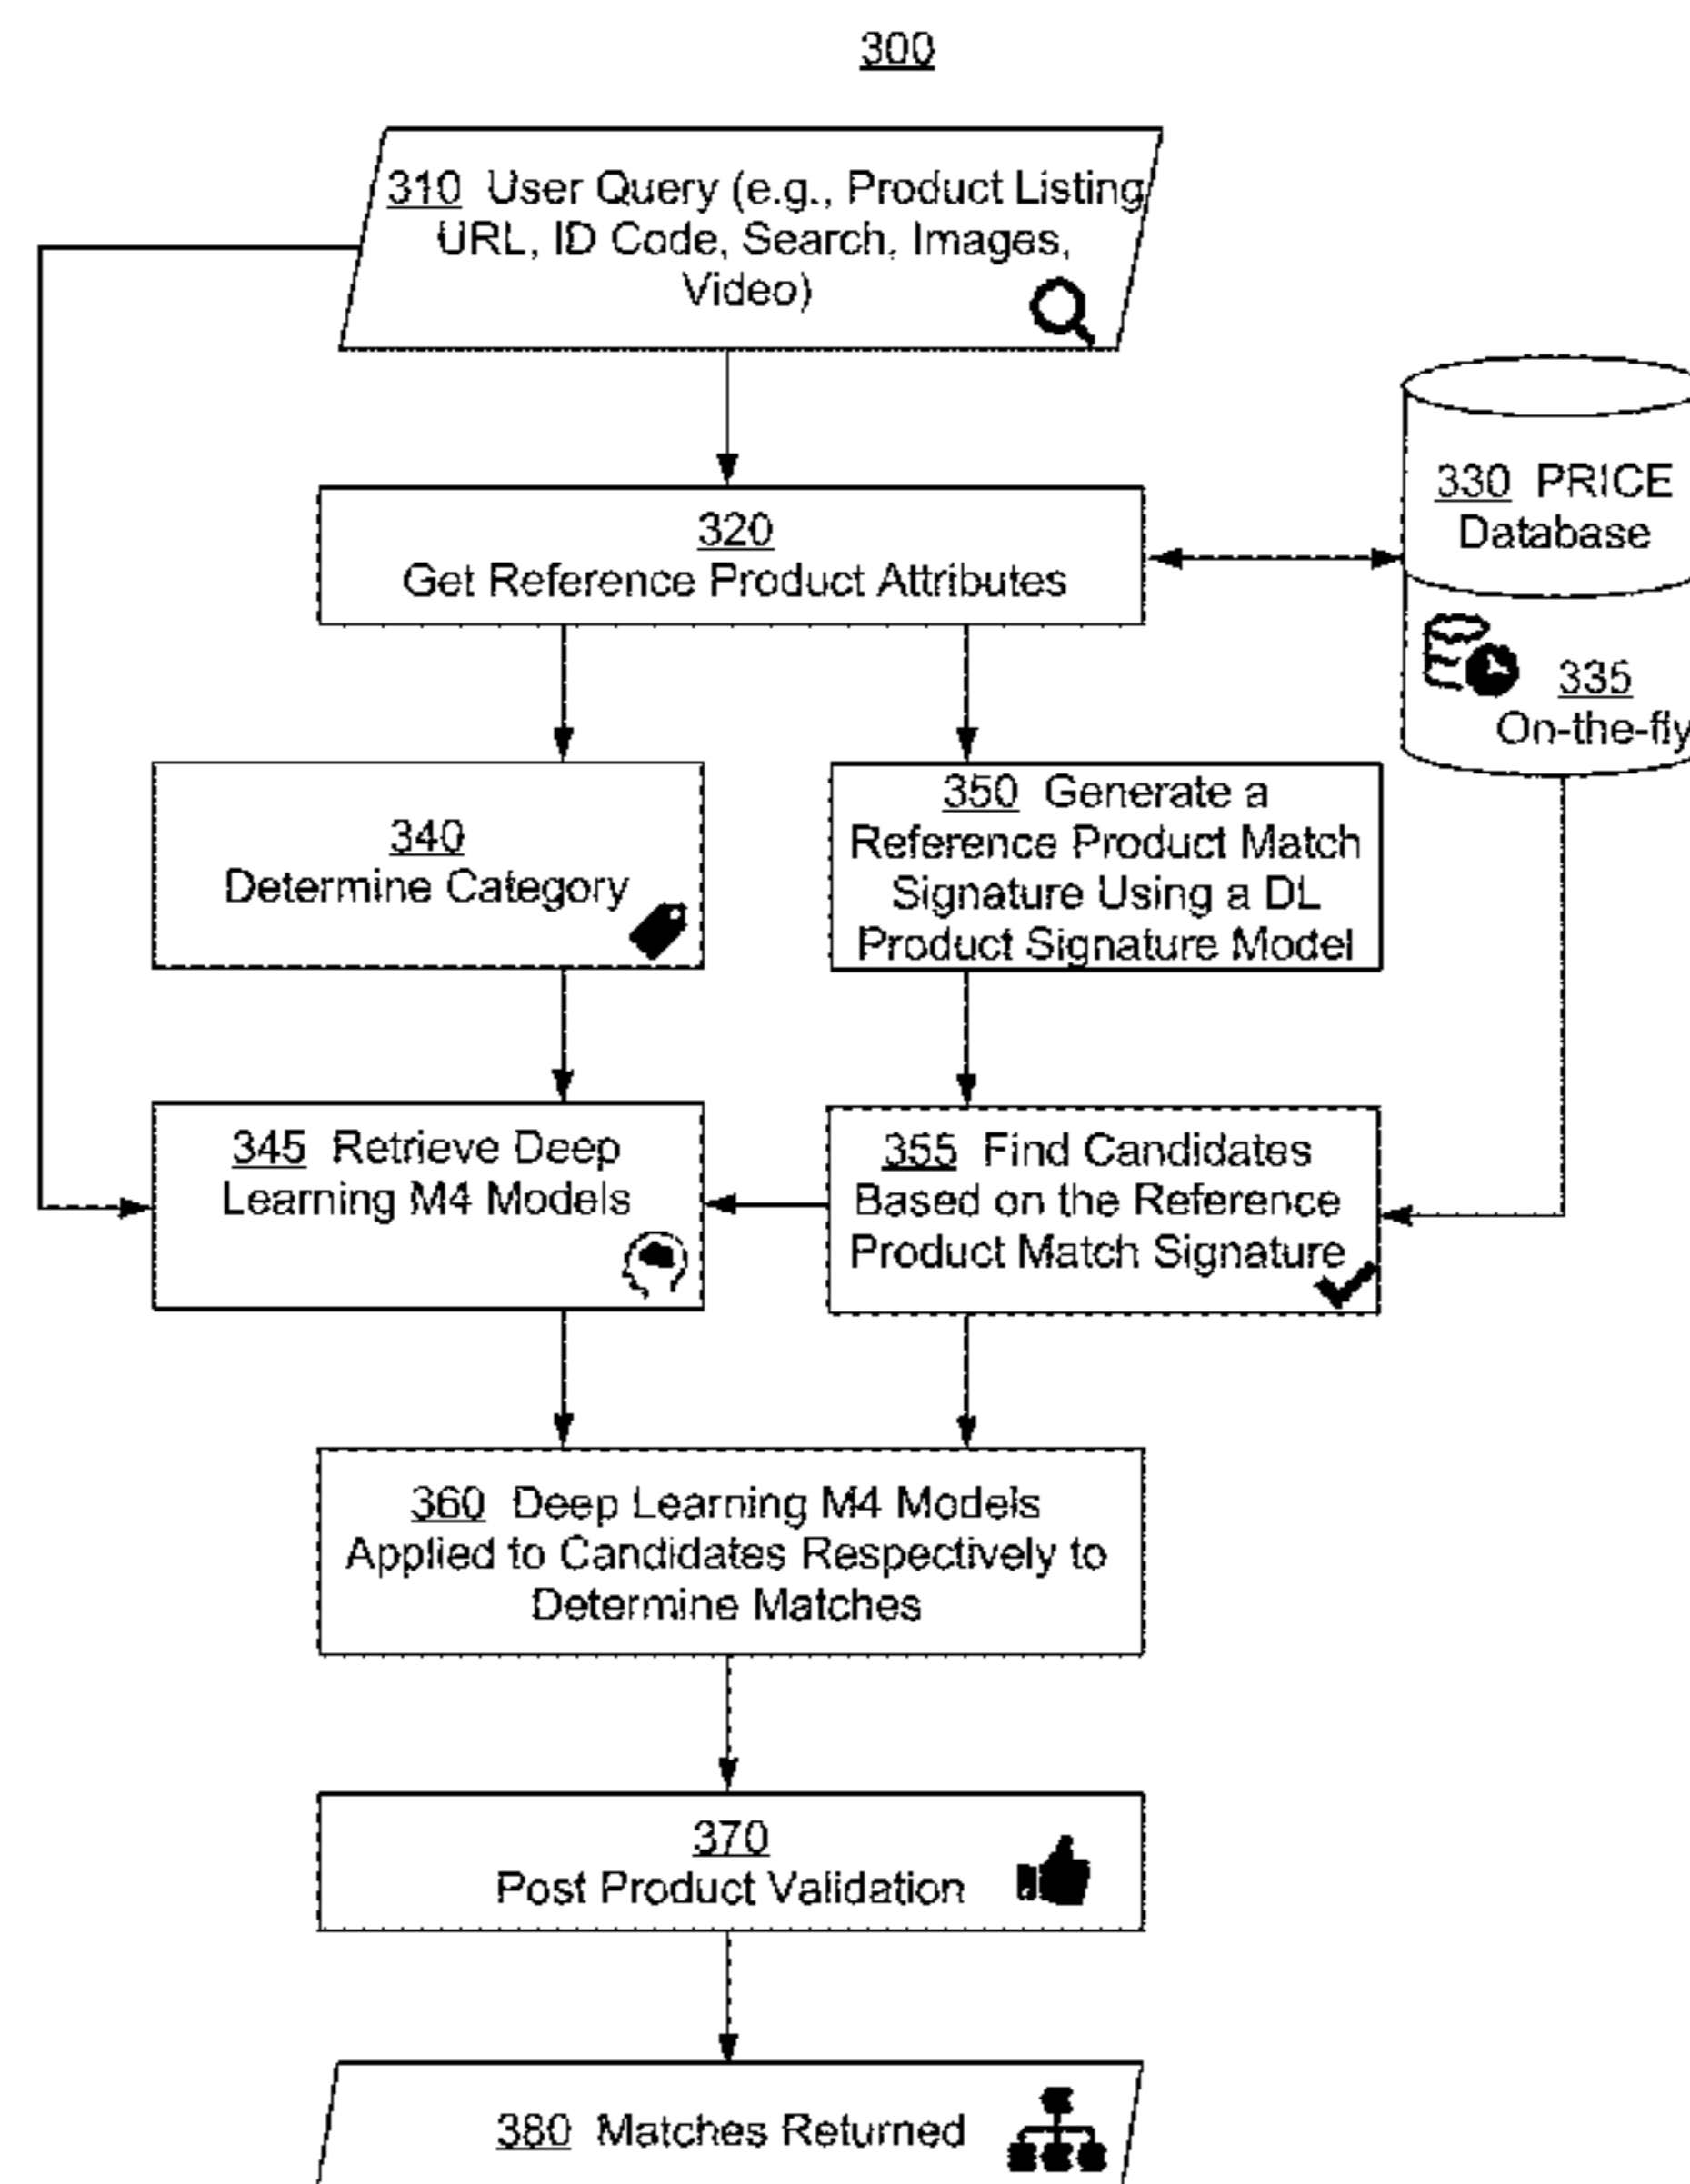 300
310 User Query (e.g., Product Listing
URL, ID Code, Search, Images,
Video)
320
Get Reference Product Attributes
330 PRICE
Database
335
On-the-fly
340
Determine Category
350 Generate a
Reference Product Match
Signature Using a DL
Product Signature Model
345 Retrieve Deep
Learning M4 Models
355 Find Candidates
Based on the Reference
Product Match Signature
360 Deep Learning M4 Models
Applied to Candidates Respectively to
Determine Matches
370
Post Product Validation
380 Matches Returned